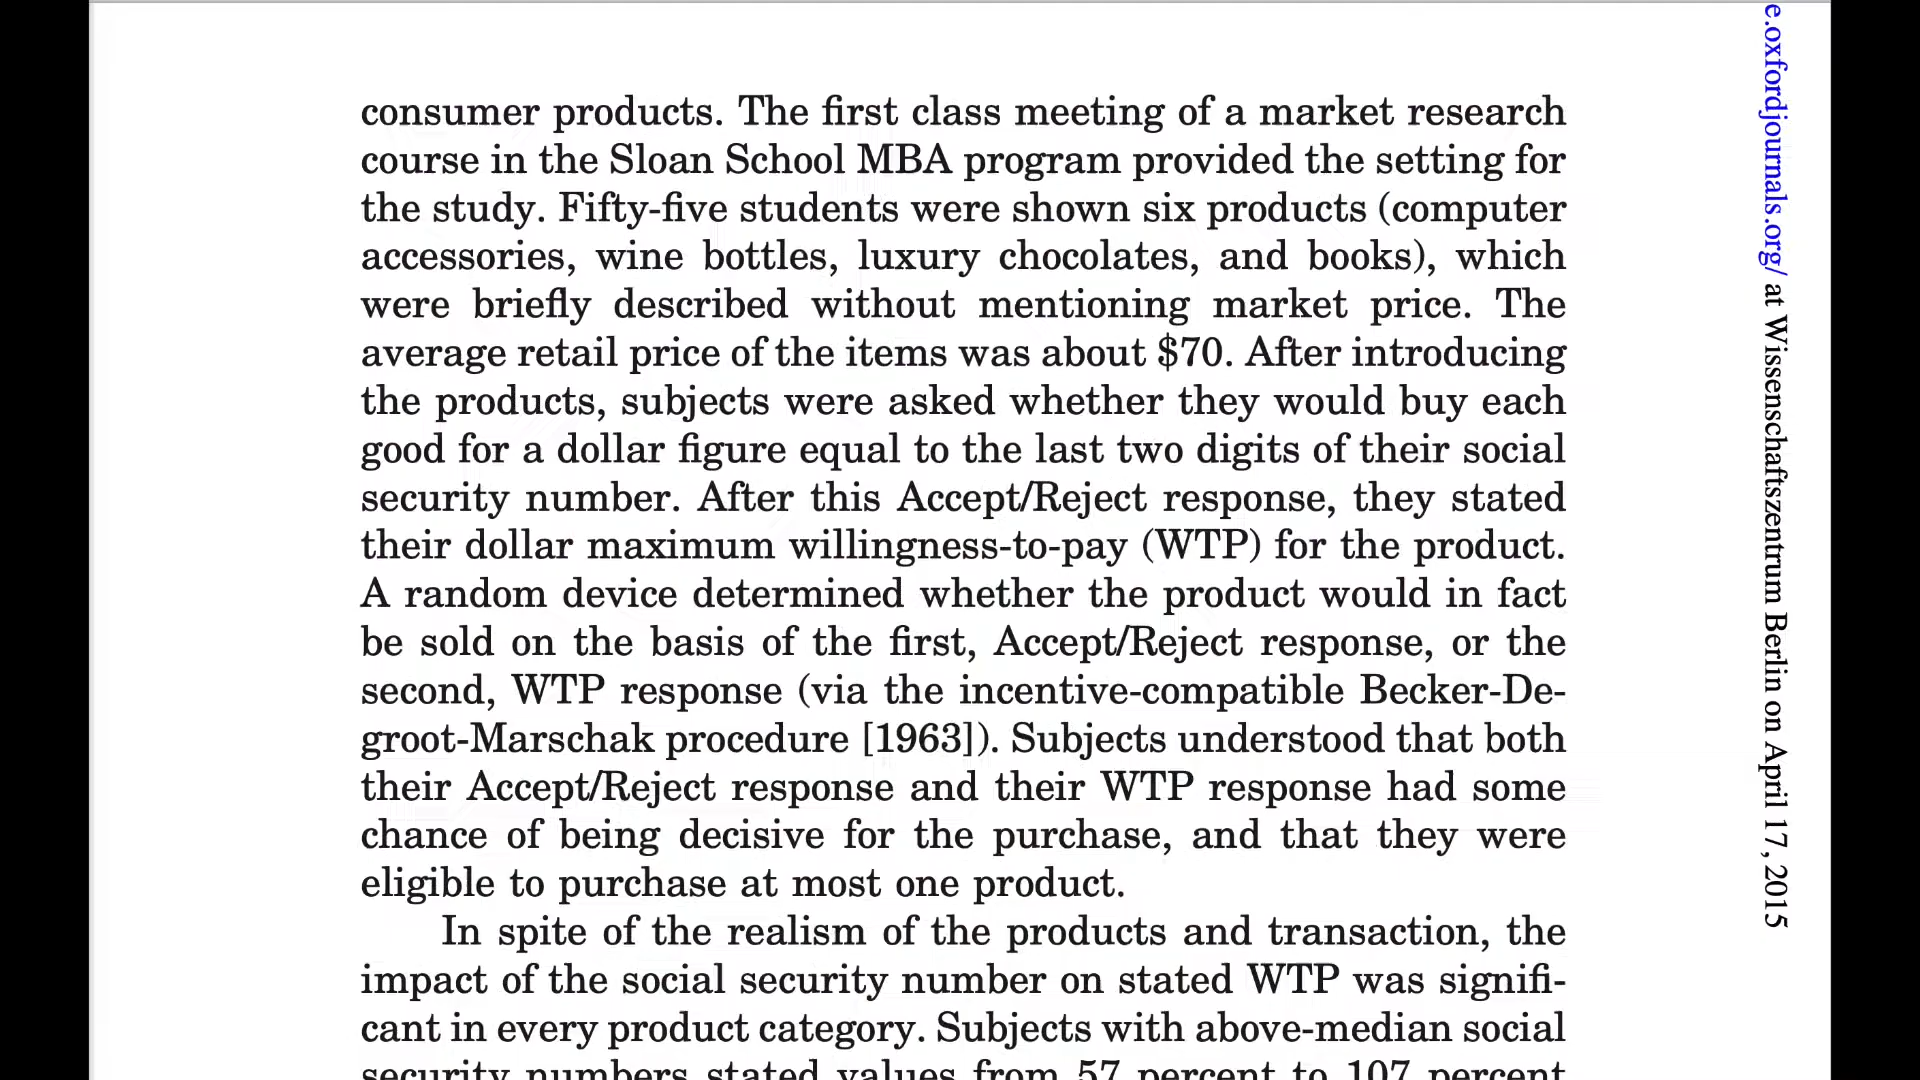 consumer products. The first class meeting of a market research
course in the Sloan School MBA program provided the setting for
the study. Fifty-five students were shown six products (computer
accessories, wine bottles, luxury chocolates, and books), which
were briefly described without mentioning market price. The
average retail price of the items was about $70. After introducing
the products, subjects were asked whether they would buy each
good for a dollar figure equal to the last two digits of their social
security number. After this Accept/Reject response, they stated
their dollar maximum willingness-to-pay (WTP) for the product.
A random device determined whether the product would in fact
be sold on the basis of the first, Accept/Reject response, or the
second, WTP response (via the incentive-compatible Becker-De-
groot-Marschak procedure [1963]). Subjects understood that both
their Accept/Reject response and their WTP response had some
chance of being decisive for the purchase, and that they were
eligible to purchase at most one product.
In spite of the realism of the products and transaction, the
impact of the social security number on stated WTP was signifi-
cant in every product category. Subjects with above-median social
security numbers stated values from 57 percent to 107 percent
e.oxfordjournals.org/ at Wissenschaftszentrum Berlin on April 17, 2015